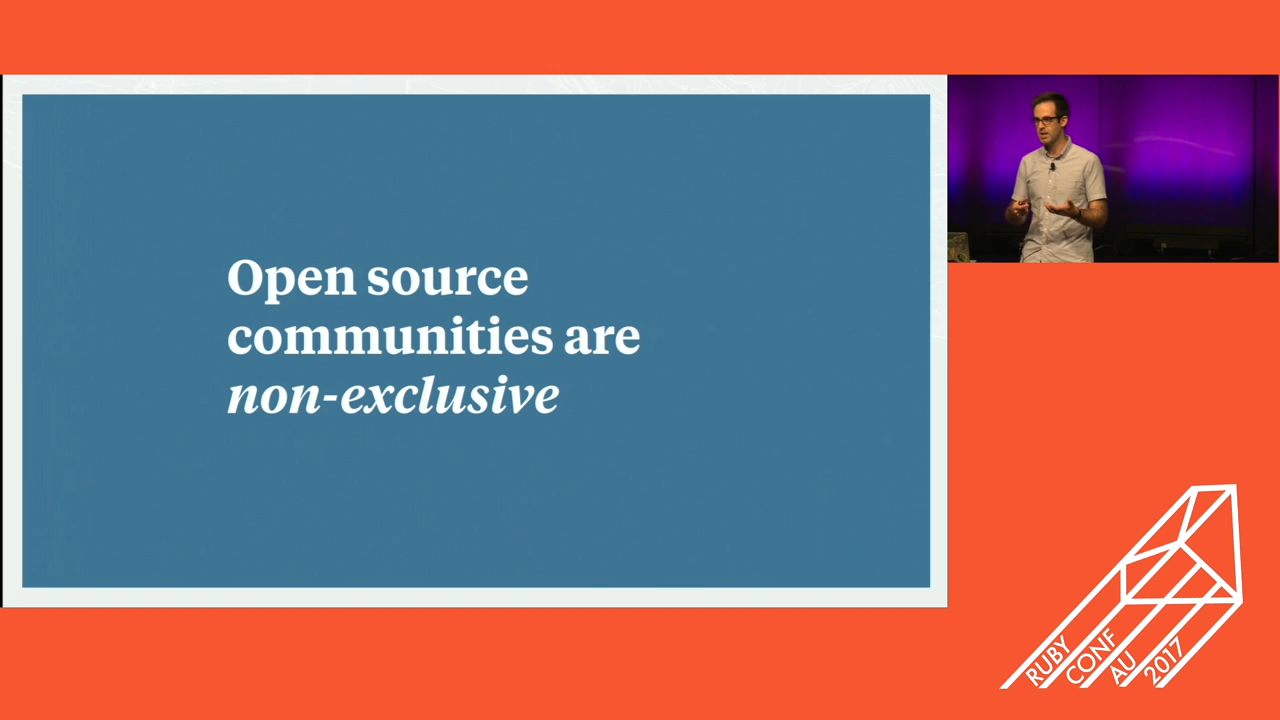 Open source
communities are
non-exclusive
RUBY
CONF
AU
2017